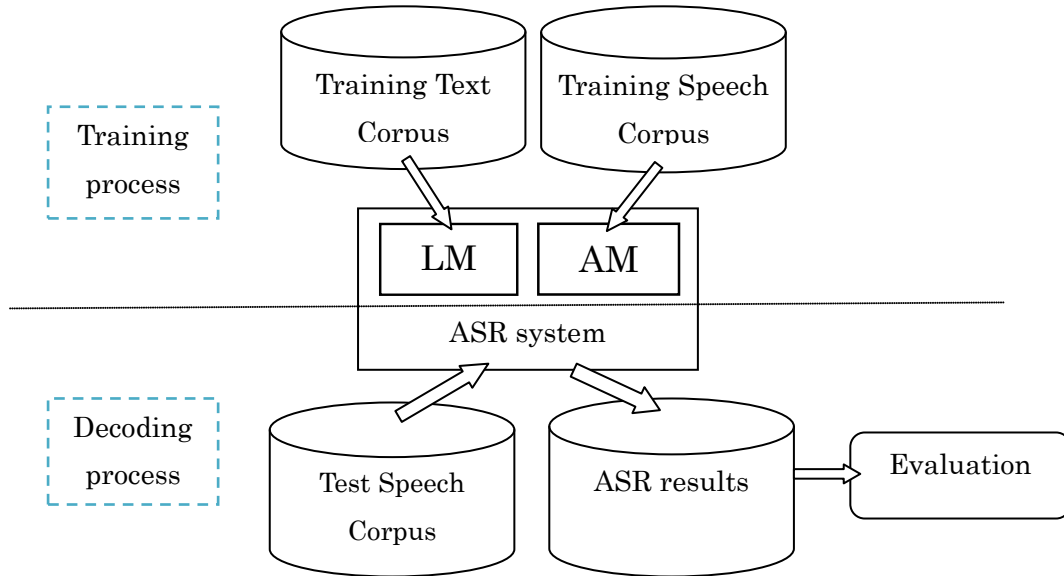 Training Text
Corpus
Training Speech
Corpus
Training
process
LM
AM
ASR system
Decoding
process
Test Speech
Corpus
ASR results
Evaluation